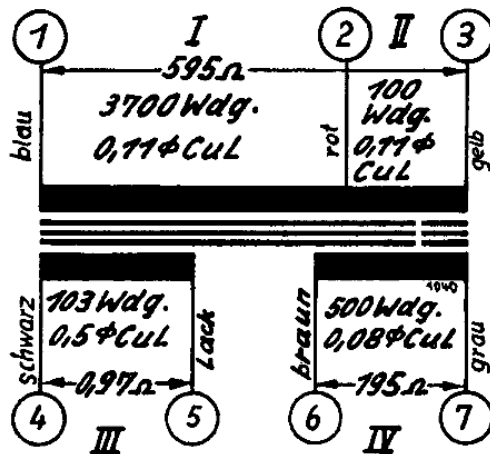 1 I 2 II 3
595Ω
3700 Wdg.
0,11 ϕ CuL
100
Wdg.
0,11 ϕ
CuL
blau
rot
gelb
103 Wdg.
0,5 ϕ CuL
0,97 Ω
schwarz
Lack
1040
500 Wdg.
0,08 ϕ CuL
195 Ω
braun
grau
4 5 6 7
III IV